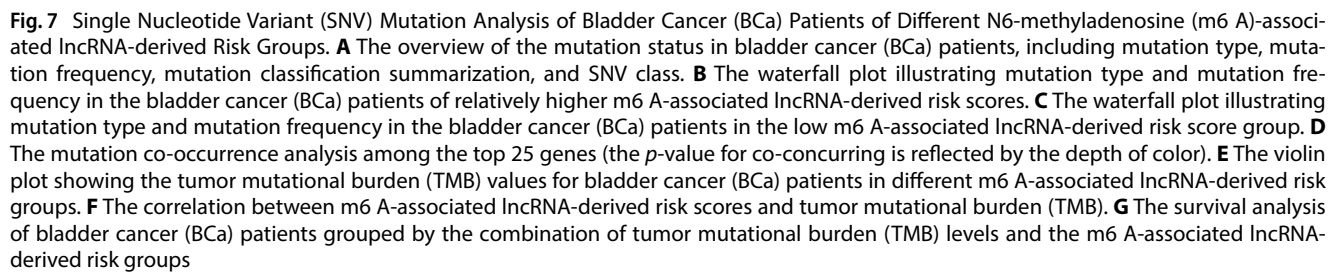 Fig. 7 Single Nucleotide Variant (SNV) Mutation Analysis of Bladder Cancer (BCa) Patients of Different N6-methyladenosine (m6 A)-associ-
ated lncRNA-derived Risk Groups. A The overview of the mutation status in bladder cancer (BCa) patients, including mutation type, muta-
tion frequency, mutation classification summarization, and SNV class. B The waterfall plot illustrating mutation type and mutation fre-
quency in the bladder cancer (BCa) patients of relatively higher m6 A-associated lncRNA-derived risk scores. C The waterfall plot illustrating
mutation type and mutation frequency in the bladder cancer (BCa) patients in the low m6 A-associated lncRNA-derived risk score group. D
The mutation co-occurrence analysis among the top 25 genes (the p-value for co-concurring is reflected by the depth of color). E The violin
plot showing the tumor mutational burden (TMB) values for bladder cancer (BCa) patients in different m6 A-associated lncRNA-derived risk
groups. F The correlation between m6 A-associated lncRNA-derived risk scores and tumor mutational burden (TMB). G The survival analysis
of bladder cancer (BCa) patients grouped by the combination of tumor mutational burden (TMB) levels and the m6 A-associated lncRNA-
derived risk groups